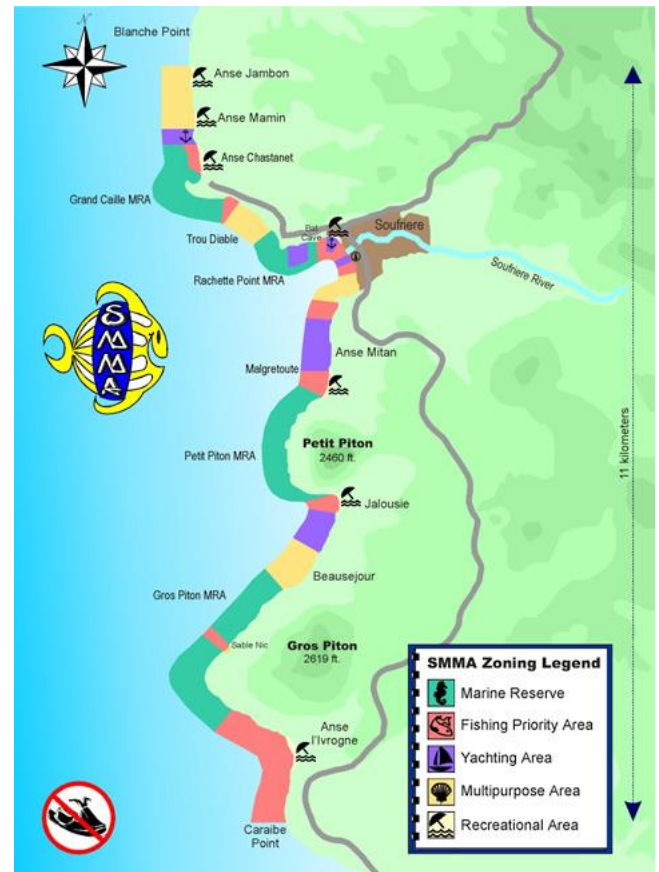 N
Blanche Point
Anse Jambon
Anse Mamin
Anse Chastanet
Grand Caille MRA
Trou Diable
Bat
Cave
Soufriere
Rachette Point MRA
Soufriere River
SMMA
Anse Mitan
Malgretoute
Petit Piton
2460 ft.
Petit Piton MRA
11 kilometers
Jalousie
Beausejour
Gros Piton MRA
Sable Nic
Gros Piton
2619 ft.
Anse
l'Ivrogne
Caraibe
Point
SMMA Zoning Legend
Marine Reserve
Fishing Priority Area
Yachting Area
Multipurpose Area
Recreational Area